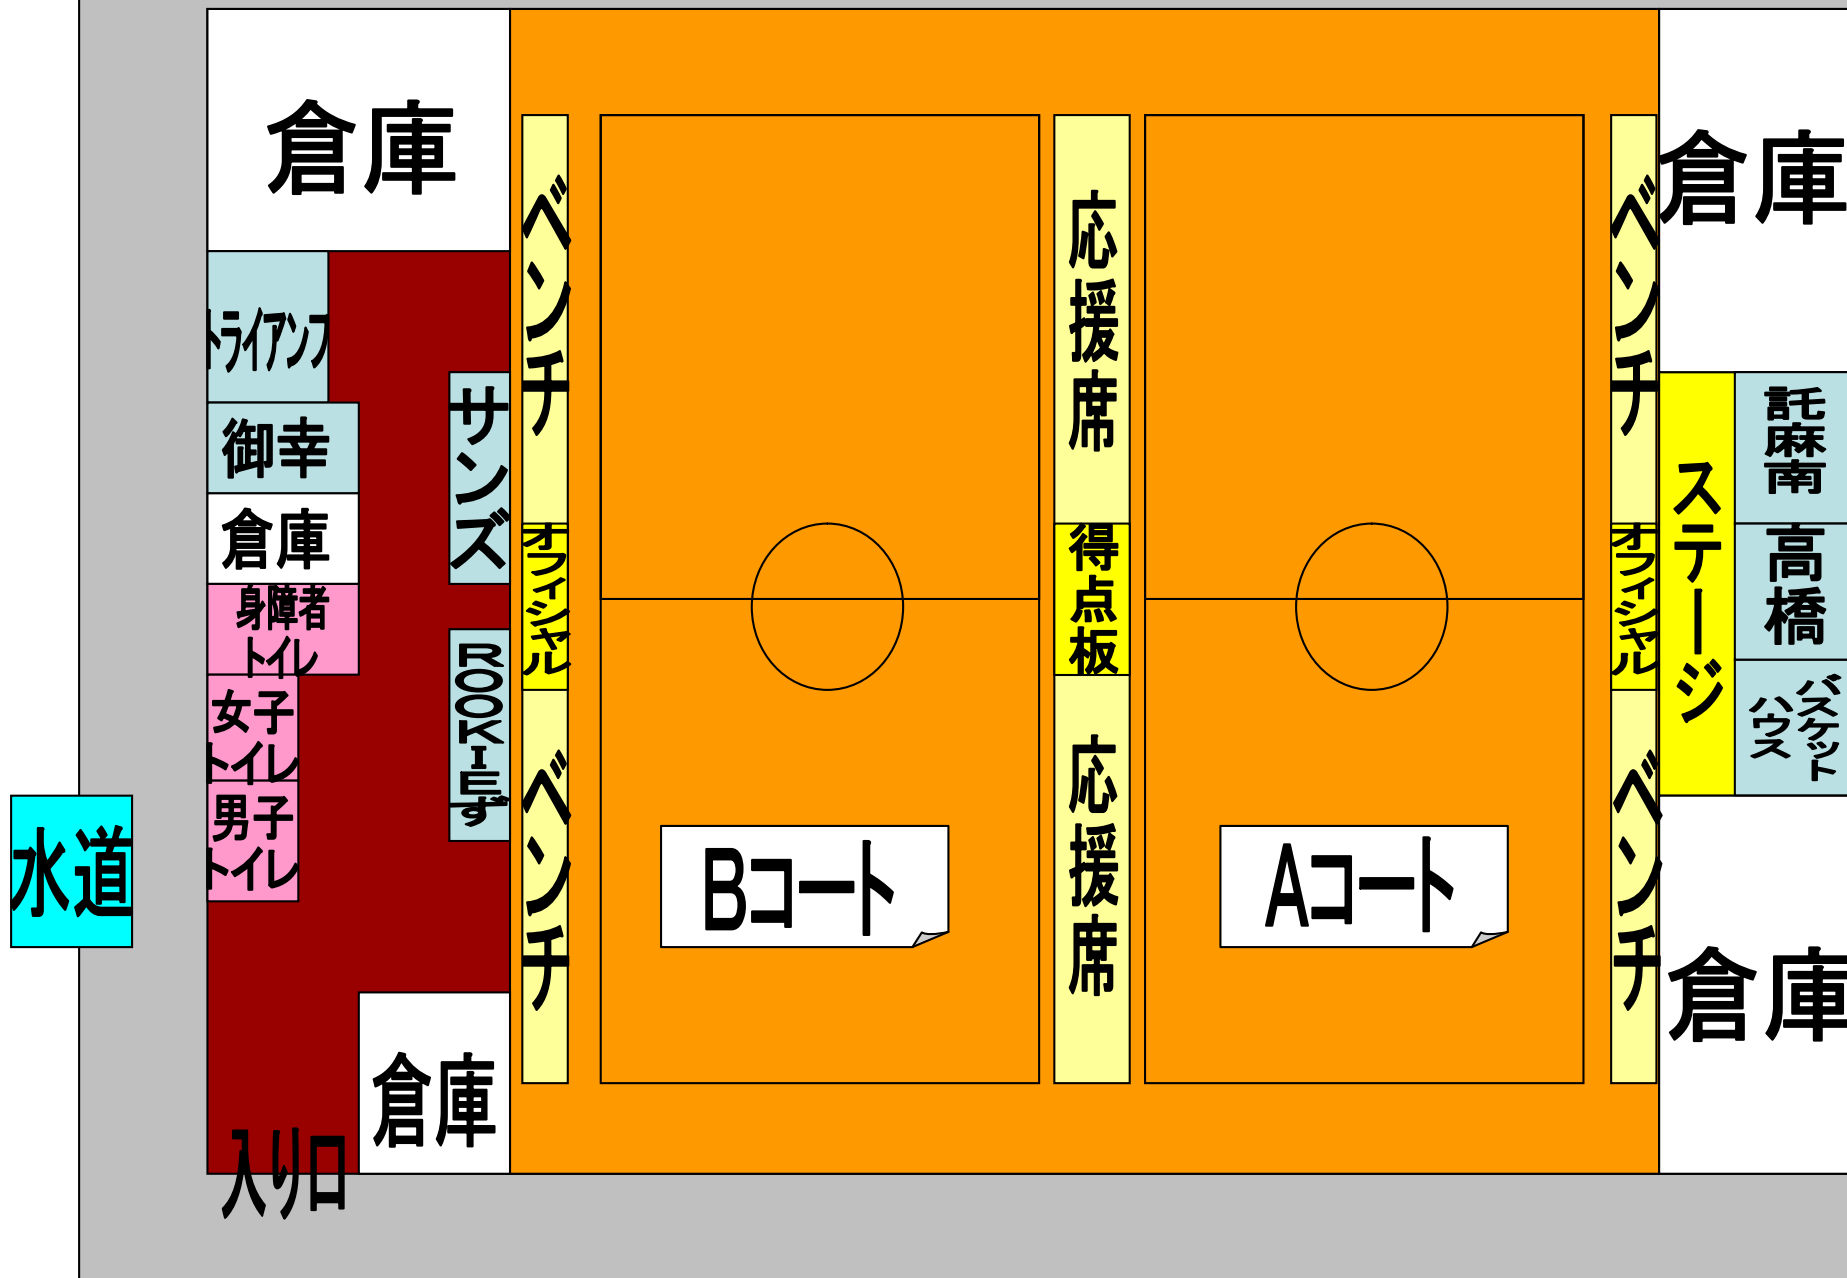 倉庫
トライアンフ
御幸
倉庫
身障者
トイレ
女子
トイレ
男子
トイレ
水道
入り口
倉庫
サンズ
ROOKIEず
ベンチ
オフィシャル
ベンチ
Bコート
応援席
得点板
応援席
Aコート
ベンチ
オフィシャル
ベンチ
倉庫
ステージ
託麻南
高橋
バスケット
ハウス
倉庫